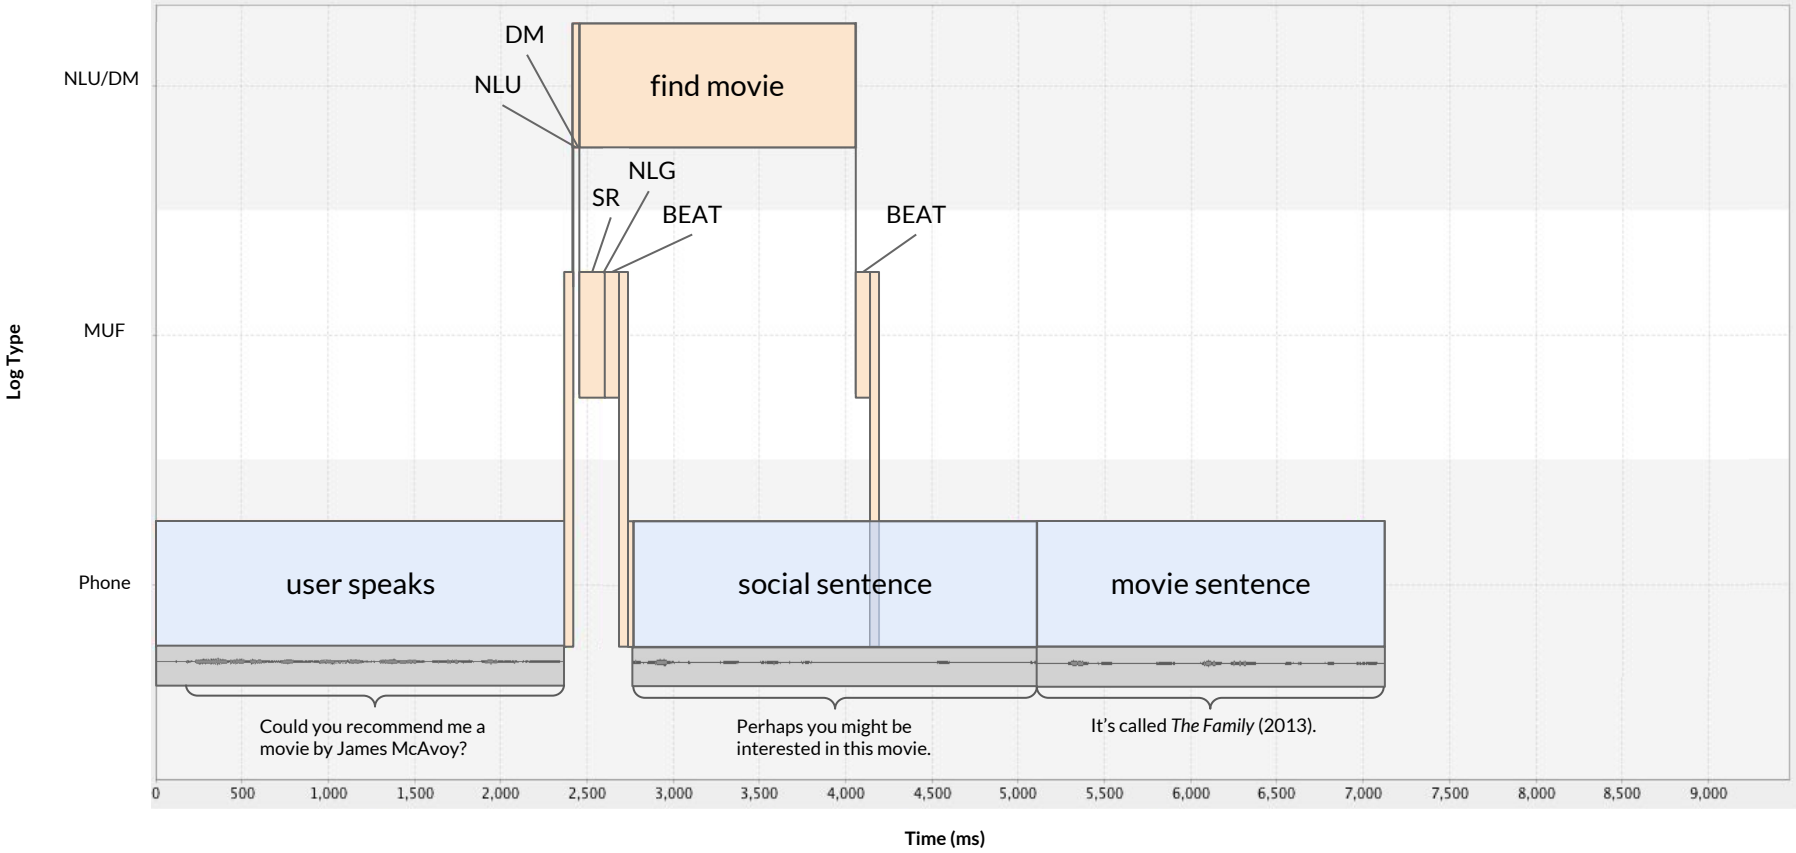 DM
NLU/DM
find movie
NLU
NLG
SR
BEAT
BEAT
MUF
Log Type
Phone
user speaks
social sentence
movie sentence
Could you recommend me a
movie by James McAvoy?
Perhaps you might be
interested in this movie.
It’s called The Family (2013).
0 500 1,000 1,500 2,000 2,500 3,000 3,500 4,000 4,500 5,000 5,500 6,000 6,500 7,000 7,500 8,000 8,500 9,000
Time (ms)